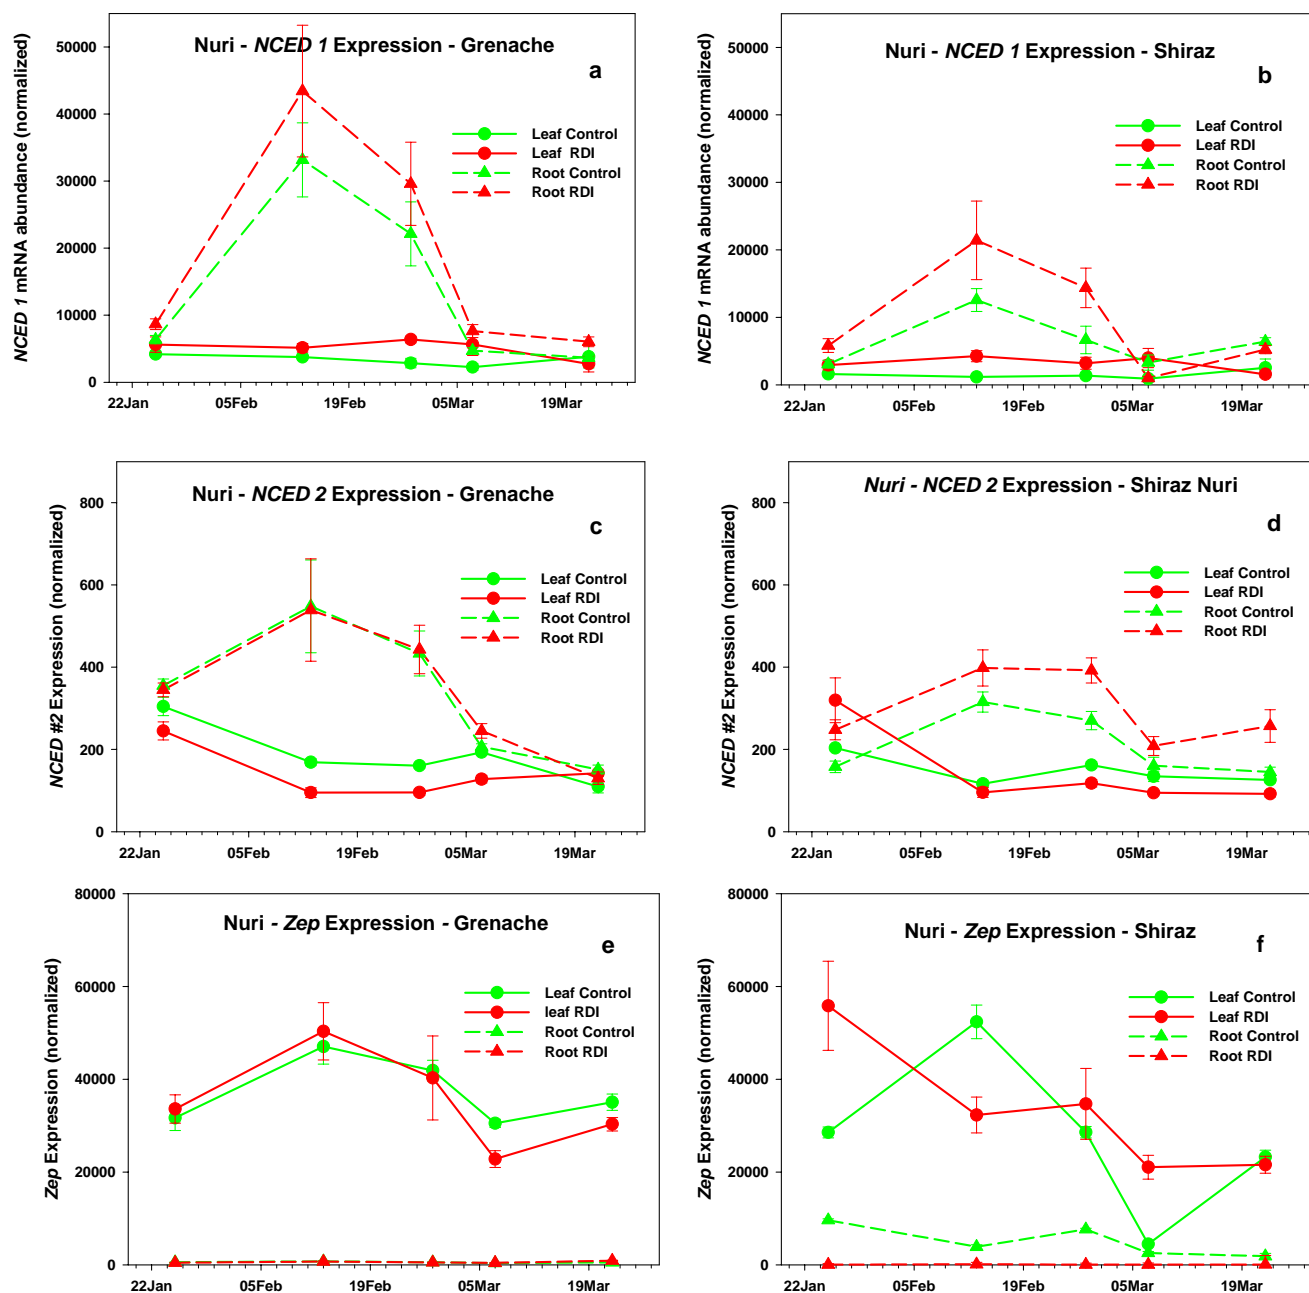 Nuri - NCED 1 Expression - Grenache
a
NCED 1 mRNA abundance (normalized)
50000
40000
30000
20000
10000
0
Leaf Control
Leaf RDI
Root Control
Root RDI
22Jan 05Feb 19Feb 05Mar 19Mar
Nuri - NCED 1 Expression - Shiraz
b
NCED 1 mRNA abundance (normalized)
50000
40000
30000
20000
10000
0
Leaf Control
Leaf RDI
Root Control
Root RDI
22Jan 05Feb 19Feb 05Mar 19Mar
Nuri - NCED 2 Expression - Grenache
c
NCED #2 Expression (normalized)
800
600
400
200
0
Leaf Control
Leaf RDI
Root Control
Root RDI
22Jan 05Feb 19Feb 05Mar 19Mar
Nuri - NCED 2 Expression - Shiraz Nuri
d
NCED #2 Expression (normalized)
800
600
400
200
0
Leaf Control
Leaf RDI
Root Control
Root RDI
22Jan 05Feb 19Feb 05Mar 19Mar
Nuri - Zep Expression - Grenache
e
Zep Expression (normalized)
80000
60000
40000
20000
0
Leaf Control
leaf RDI
Root Control
Root RDI
22Jan 05Feb 19Feb 05Mar 19Mar
Nuri - Zep Expression - Shiraz
f
Zep Expression (normalized)
80000
60000
40000
20000
0
Leaf Control
Leaf RDI
Root Control
Root RDI
22Jan 05Feb 19Feb 05Mar 19Mar